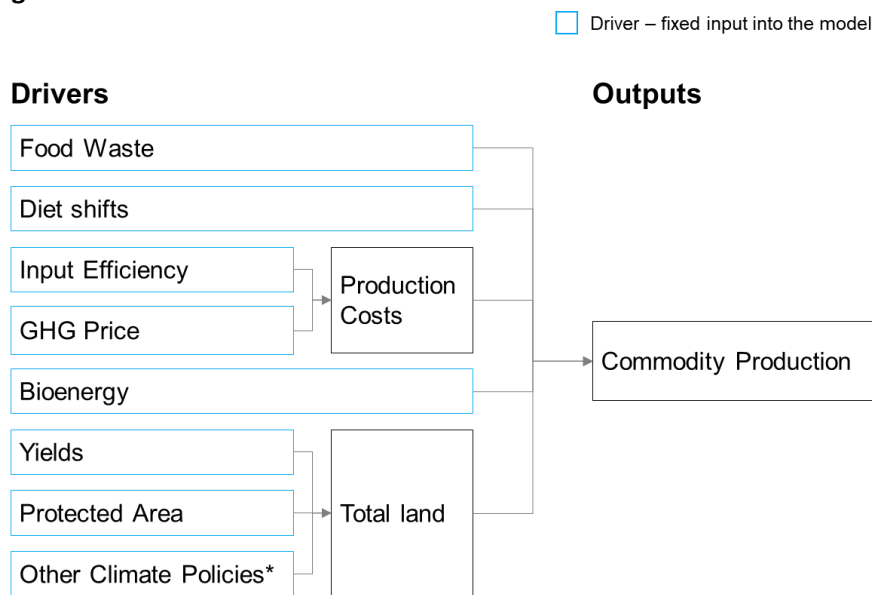 Driver – fixed input into the model
Drivers
Outputs
Food Waste
Diet shifts
Input Efficiency
GHG Price
Production
Costs
Bioenergy
Commodity Production
Yields
Protected Area
Total land
Other Climate Policies*